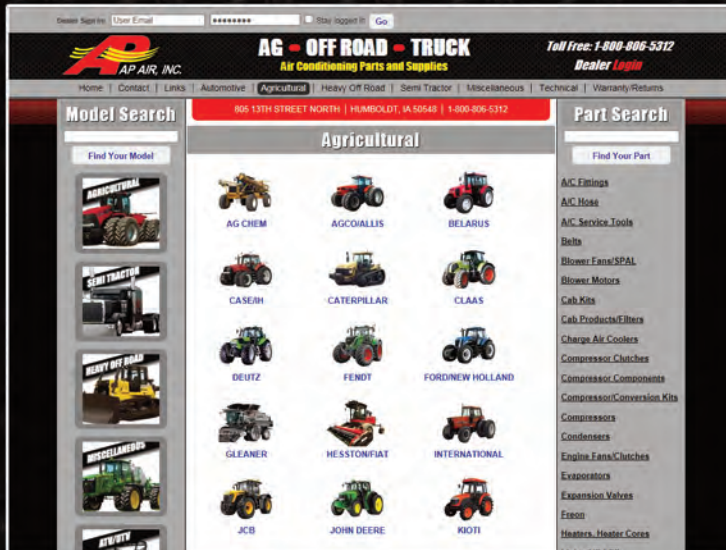 Dealer Sign In: User Email ******** Stay logged in Go
AP AIR, INC.
AG - OFF ROAD - TRUCK
Air Conditioning Parts and Supplies
Toll Free: 1-800-806-5312
Dealer Login
Home | Contact | Links | Automotive | Agricultural | Heavy Off Road | Semi Tractor | Miscellaneous | Technical | Warranty/Returns
Model Search
Find Your Model
AGRICULTURAL
SEMI TRACTOR
HEAVY OFF ROAD
MISCELLANEOUS
ATV/UTV
805 13TH STREET NORTH | HUMBOLDT, IA 50548 | 1-800-806-5312
Agricultural
AG CHEM AGCO/ALLIS BELARUS
CASE/IH CATERPILLAR CLAAS
DEUTZ FENDT FORD/NEW HOLLAND
GLEANER HESSTON/FIAT INTERNATIONAL
JCB JOHN DEERE KIOTI
Part Search
Find Your Part
A/C Fittings
A/C Hose
A/C Service Tools
Belts
Blower Fans/SPAL
Blower Motors
Cab Kits
Cab Products/Filters
Charge Air Coolers
Compressor Clutches
Compressor Components
Compressor/Conversion Kits
Compressors
Condensers
Engine Fans/Clutches
Evaporators
Expansion Valves
Freon
Heaters, Heater Cores